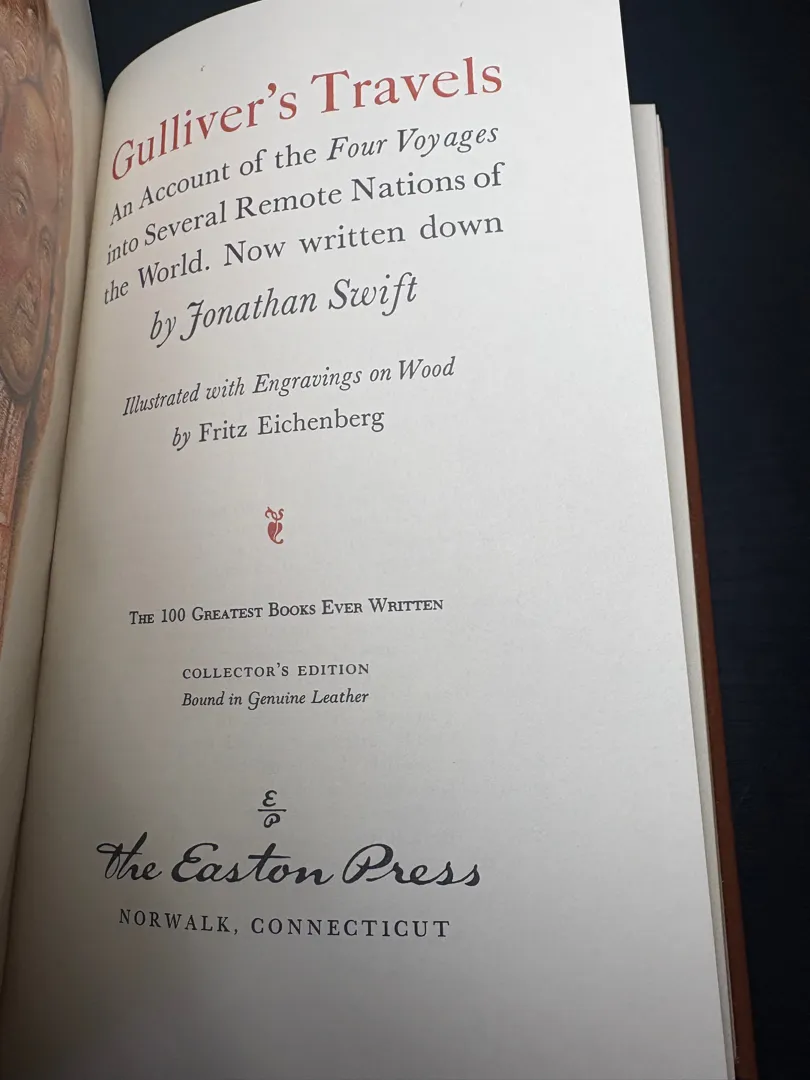 Gulliver's Travels
An Account of the Four Voyages
into Several Remote Nations of
the World. Now written down
by Jonathan Swift
Illustrated with Engravings on Wood
by Fritz Eichenberg
The 100 Greatest Books Ever Written
COLLECTOR'S EDITION
Bound in Genuine Leather
E
P
the Easton Press
NORWALK, CONNECTICUT